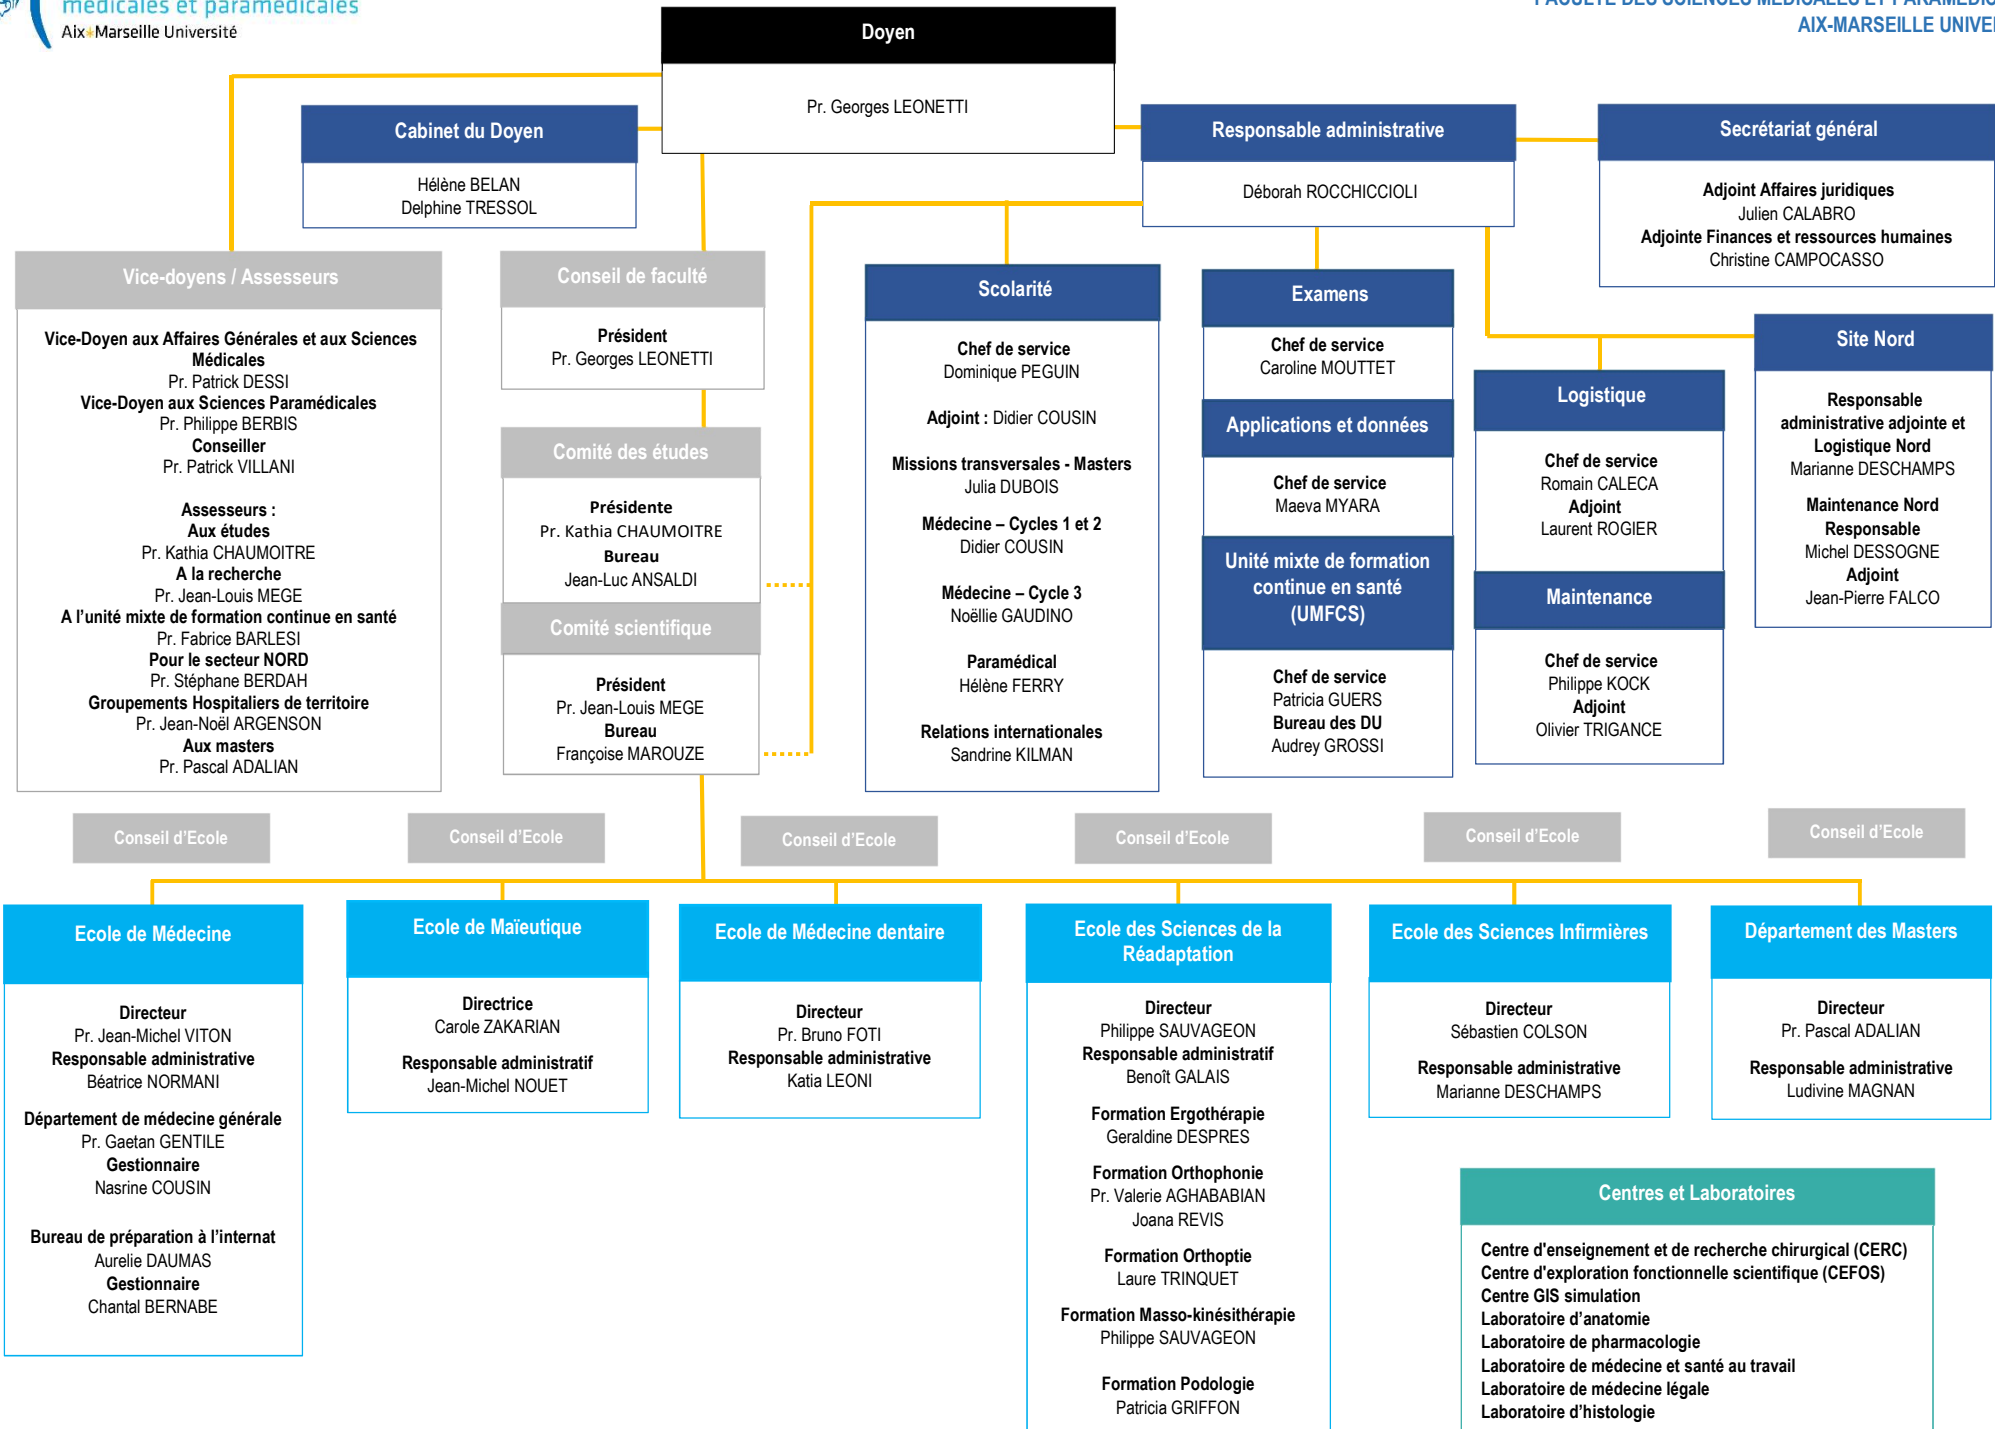 médicales et paramédicales
Aix*Marseille Université
AIX-MARSEILLE
Doyen
Pr. Georges LEONETTI
Cabinet du Doyen
Hélène BELAN
Delphine TRESSOL
Responsable administrative
Déborah ROCCHICCIOLI
Secrétariat général
Adjoint Affaires juridiques
Julien CALABRO
Adjointe Finances et ressources humaines
Christine CAMPOCASSO
Vice-doyens / Assesseurs
Vice-Doyen aux Affaires Générales et aux Sciences
Médicales
Pr. Patrick DESSI
Vice-Doyen aux Sciences Paramédicales
Pr. Philippe BERBIS
Conseiller
Pr. Patrick VILLANI
Assesseurs :
Aux études
Pr. Kathia CHAUMOITRE
A la recherche
Pr. Jean-Louis MEGE
A l'unité mixte de formation continue en santé
Pr. Fabrice BARLESI
Pour le secteur NORD
Pr. Stéphane BERDAH
Groupements Hospitaliers de territoire
Pr. Jean-Noël ARGENSON
Aux masters
Pr. Pascal ADALIAN
Conseil de faculté
Président
Pr. Georges LEONETTI
Comité des études
Présidente
Pr. Kathia CHAUMOITRE
Bureau
Jean-Luc ANSALDI
Comité scientifique
Président
Pr. Jean-Louis MEGE
Bureau
Françoise MAROUZE
Scolarité
Chef de service
Dominique PEGUIN
Adjoint : Didier COUSIN
Missions transversales - Masters
Julia DUBOIS
Médecine – Cycles 1 et 2
Didier COUSIN
Médecine – Cycle 3
Noëllie GAUDINO
Paramédical
Hélène FERRY
Relations internationales
Sandrine KILMAN
Examens
Chef de service
Caroline MOUTTET
Applications et données
Chef de service
Maeva MYARA
Unité mixte de formation
continue en santé
(UMFCS)
Chef de service
Patricia GUERS
Bureau des DU
Audrey GROSSI
Logistique
Chef de service
Romain CALECA
Adjoint
Laurent ROGIER
Maintenance
Chef de service
Philippe KOCK
Adjoint
Olivier TRIGANCE
Site Nord
Responsable
administrative adjointe et
Logistique Nord
Marianne DESCHAMPS
Maintenance Nord
Responsable
Michel DESSOGNE
Adjoint
Jean-Pierre FALCO
Conseil d'Ecole
Conseil d'Ecole
Conseil d'Ecole
Conseil d'Ecole
Conseil d'Ecole
Conseil d'Ecole
Ecole de Médecine
Directeur
Pr. Jean-Michel VITON
Responsable administrative
Béatrice NORMANI
Département de médecine générale
Pr. Gaetan GENTILE
Gestionnaire
Nasrine COUSIN
Bureau de préparation à l'internat
Aurelie DAUMAS
Gestionnaire
Chantal BERNABE
Ecole de Maïeutique
Directrice
Carole ZAKARIAN
Responsable administratif
Jean-Michel NOUET
Ecole de Médecine dentaire
Directeur
Pr. Bruno FOTI
Responsable administrative
Katia LEONI
Ecole des Sciences de la
Réadaptation
Directeur
Philippe SAUVAGEON
Responsable administratif
Benoît GALAIS
Formation Ergothérapie
Geraldine DESPRES
Formation Orthophonie
Pr. Valerie AGHABABIAN
Joana REVIS
Formation Orthoptie
Laure TRINQUET
Formation Masso-kinésithérapie
Philippe SAUVAGEON
Formation Podologie
Patricia GRIFFON
Ecole des Sciences Infirmières
Directeur
Sébastien COLSON
Responsable administrative
Marianne DESCHAMPS
Département des Masters
Directeur
Pr. Pascal ADALIAN
Responsable administrative
Ludivine MAGNAN
Centres et Laboratoires
Centre d'enseignement et de recherche chirurgical (CERC)
Centre d'exploration fonctionnelle scientifique (CEFOS)
Centre GIS simulation
Laboratoire d'anatomie
Laboratoire de pharmacologie
Laboratoire de médecine et santé au travail
Laboratoire de médecine légale
Laboratoire d'histologie